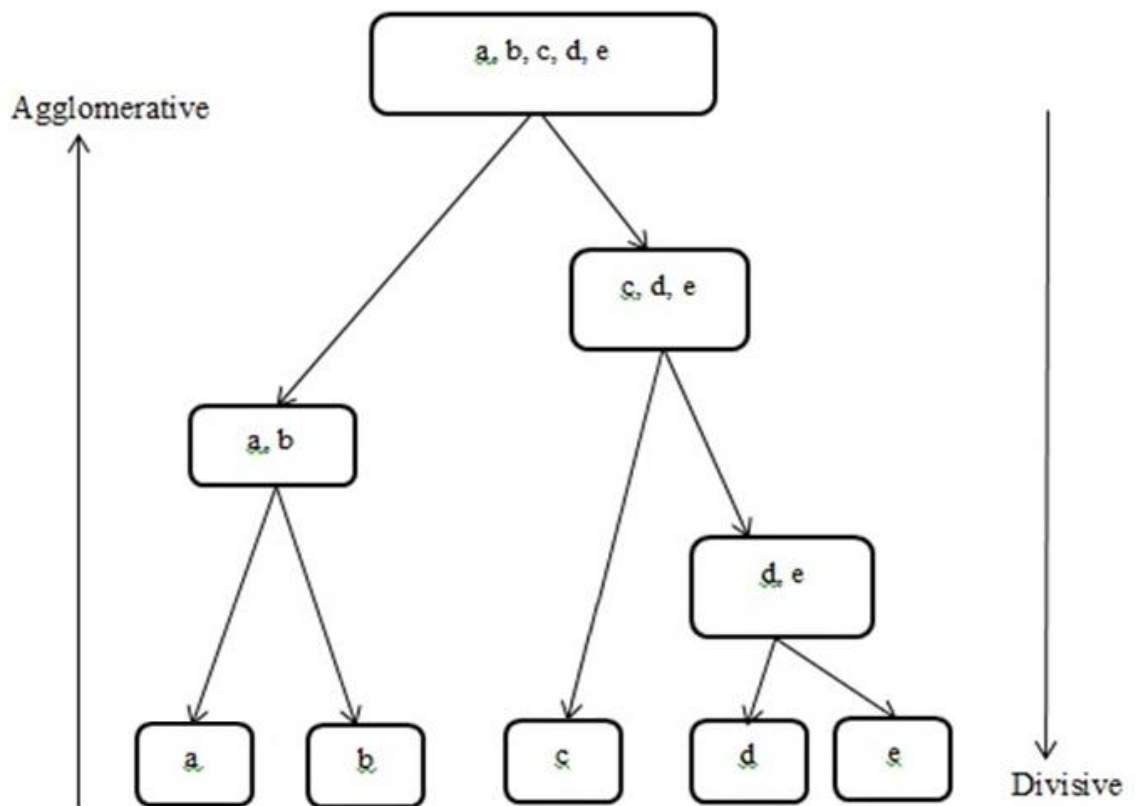 a, b, c, d, e
Agglomerative
c, d, e
a, b
d, e
a
b
c
d
e
Divisive